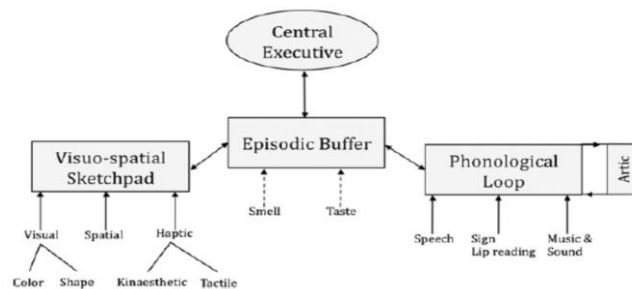 Central
Executive
Episodic Buffer
Visuo-spatial
Sketchpad
Phonological
Loop
Artic
Smell
Taste
Visual
Spatial
Haptic
Speech
Sign
Lip reading
Music &
Sound
Color
Shape
Kinaesthetic
Tactile